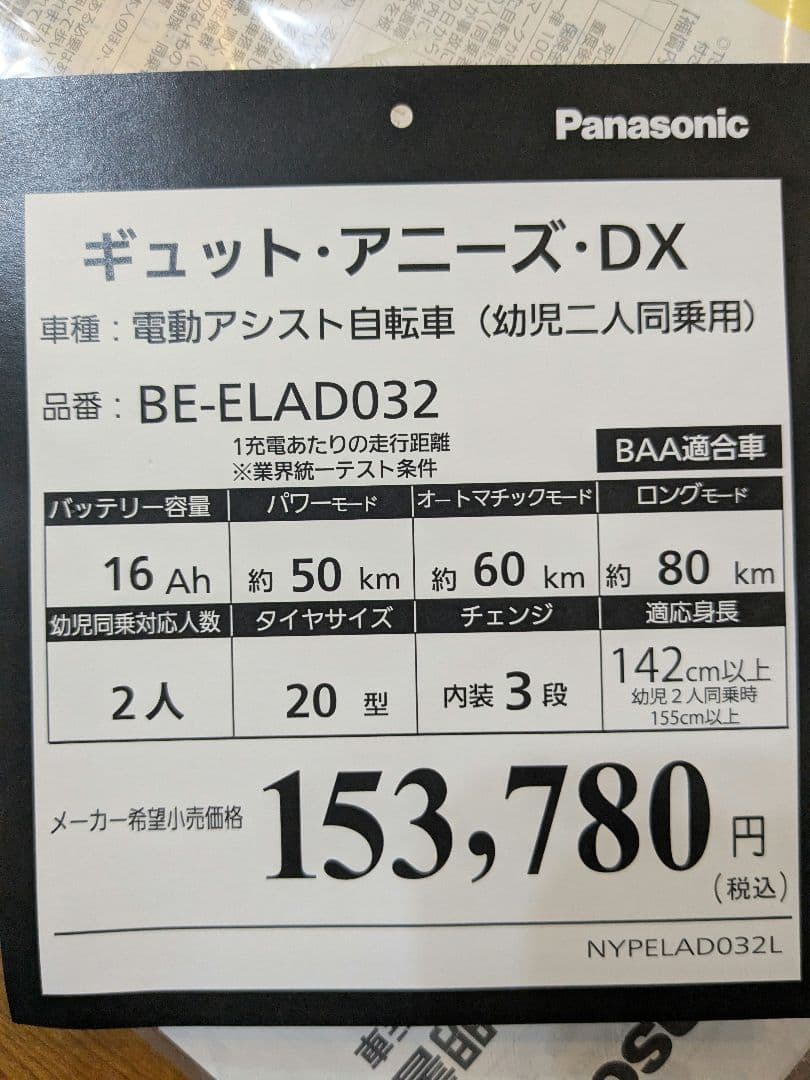 Panasonic
ギュット・アニーズ・DX
車種：電動アシスト自転車（幼児二人同乗用）
品番：BE-ELAD032
1充電あたりの走行距離
※業界統一テスト条件
BAA適合車
バッテリー容量 パワーモード オートマチックモード ロングモード
16 Ah 約 50 km 約 60 km 約 80 km
幼児同乗対応人数 タイヤサイズ チェンジ 適応身長
2人 20 型 内装 3 段 142cm以上
幼児2人同乗時
155cm以上
メーカー希望小売価格 153,780 円
（税込）
NYPELAD032L